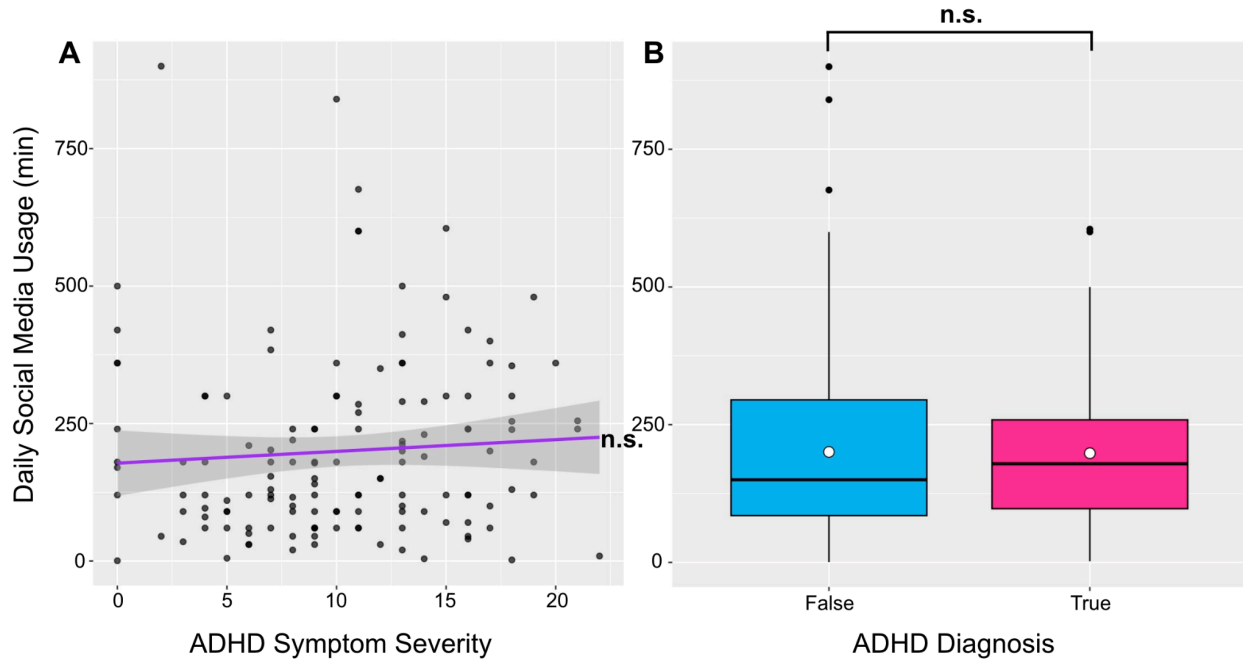 n.s.
A
B
Daily Social Media Usage (min)
750
500
250
0
n.s.
0 5 10 15 20
ADHD Symptom Severity
750
500
250
0
False True
ADHD Diagnosis